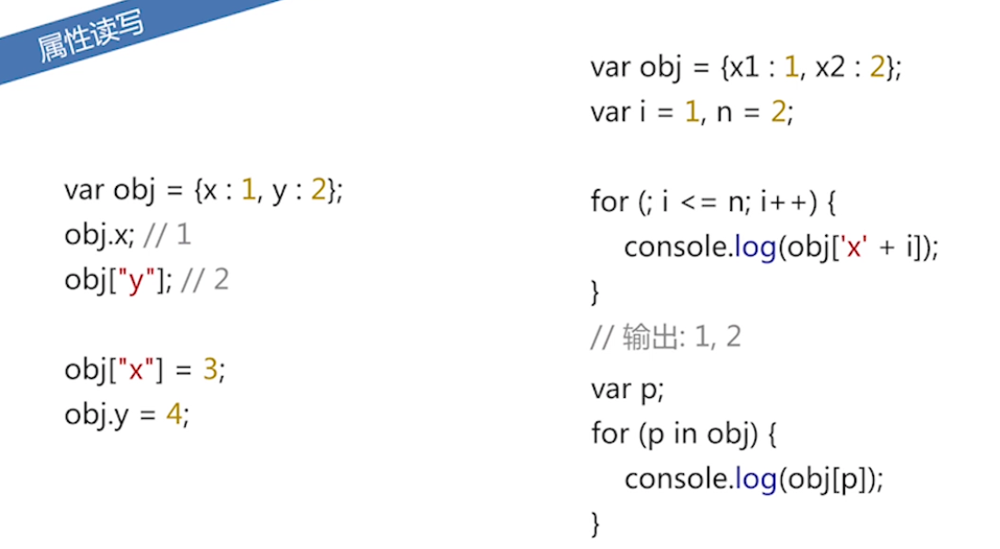 属性读写
var obj = {x : 1, y : 2};
obj.x; // 1
obj["y"]; // 2
obj["x"] = 3;
obj.y = 4;
var obj = {x1 : 1, x2 : 2};
var i = 1, n = 2;
for (; i <= n; i++) {
console.log(obj['x' + i]);
}
// 输出: 1, 2
var p;
for (p in obj) {
console.log(obj[p]);
}